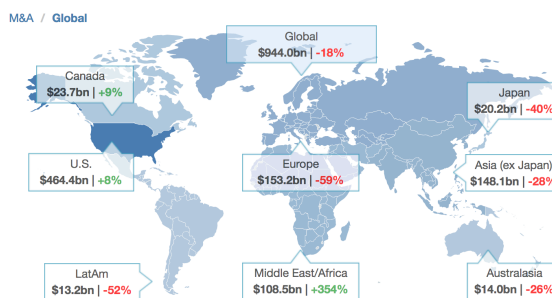 M&A / Global
Global
$944.0bn | -18%
Canada
$23.7bn | +9%
Japan
$20.2bn | -40%
U.S.
$464.4bn | +8%
Europe
$153.2bn | -59%
Asia (ex Japan)
$148.1bn | -28%
LatAm
$13.2bn | -52%
Middle East/Africa
$108.5bn | +354%
Australasia
$14.0bn | -26%